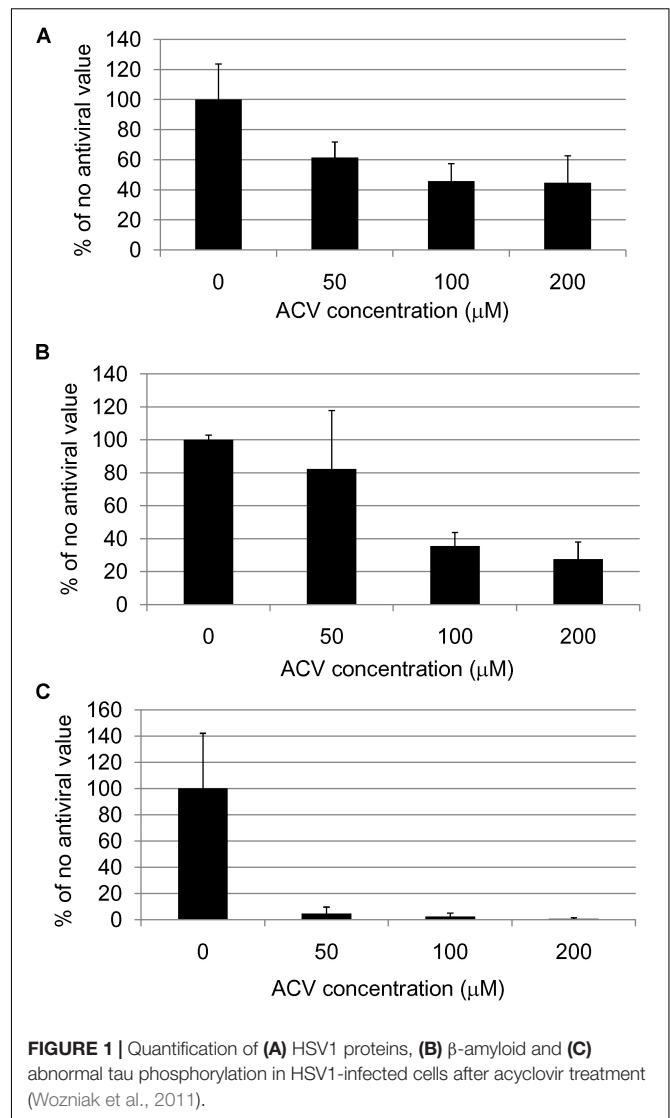 A
% of no antiviral value
140
120
100
80
60
40
20
0
0 50 100 200
ACV concentration (μM)
B
% of no antiviral value
140
120
100
80
60
40
20
0
0 50 100 200
ACV concentration (μM)
C
% of no antiviral value
160
140
120
100
80
60
40
20
0
0 50 100 200
ACV concentration (μM)
FIGURE 1 | Quantification of (A) HSV1 proteins, (B) β-amyloid and (C)
abnormal tau phosphorylation in HSV1-infected cells after acyclovir treatment
(Wozniak et al., 2011).